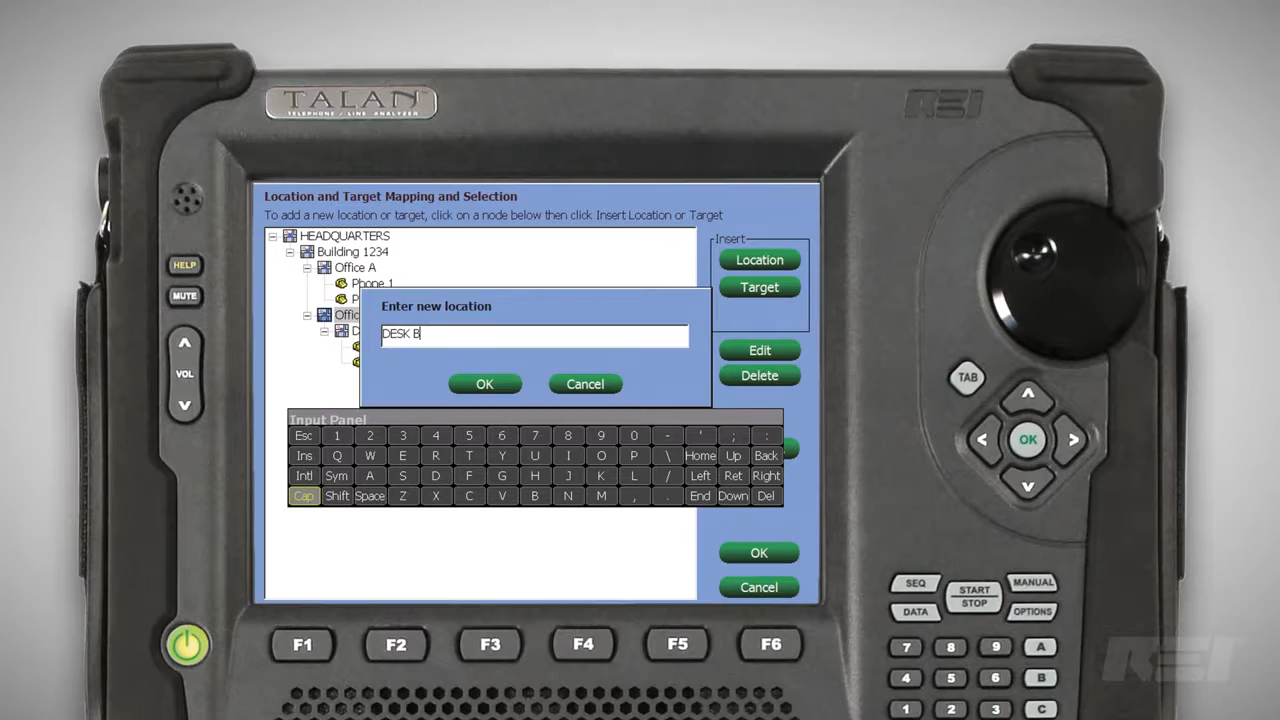 TALAN
TELEPHONE / LINE ANALYZER
REI
Location and Target Mapping and Selection
To add a new location or target, click on a node below then click Insert Location or Target
HEADQUARTERS
Building 1234
Office A
Phone 1
P
Offic
D
Insert
Location
Target
Edit
Delete
Enter new location
DESK B
OK Cancel
Input Panel
Esc 1 2 3 4 5 6 7 8 9 0 - ' ; :
Ins Q W E R T Y U I O P \ Home Up Back
Intl Sym A S D F G H J K L / Left Ret Right
Cap Shift Space Z X C V B N M , . End Down Del
OK
Cancel
HELP
MUTE
VOL
TAB
OK
SEQ
START
STOP
MANUAL
DATA
OPTIONS
7 8 9 A
4 5 6 B
1 2 3 C
F1 F2 F3 F4 F5 F6
REI